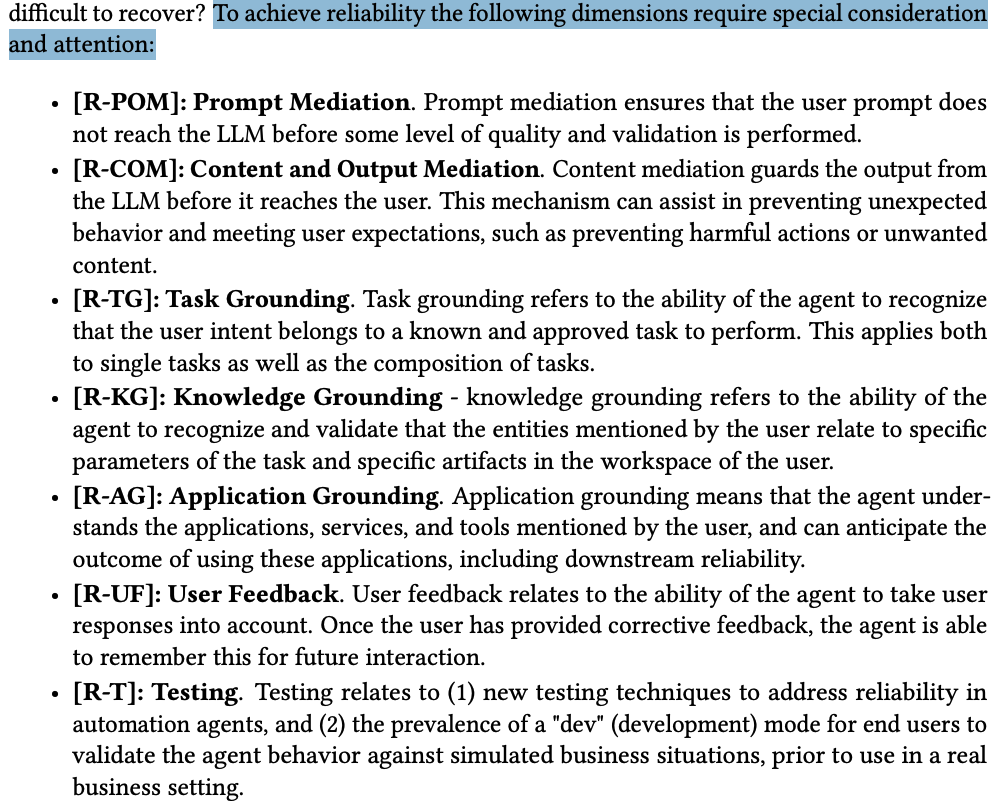 difficult to recover? To achieve reliability the following dimensions require special consideration
and attention:
• [R-POM]: Prompt Mediation. Prompt mediation ensures that the user prompt does
not reach the LLM before some level of quality and validation is performed.
• [R-COM]: Content and Output Mediation. Content mediation guards the output from
the LLM before it reaches the user. This mechanism can assist in preventing unexpected
behavior and meeting user expectations, such as preventing harmful actions or unwanted
content.
• [R-TG]: Task Grounding. Task grounding refers to the ability of the agent to recognize
that the user intent belongs to a known and approved task to perform. This applies both
to single tasks as well as the composition of tasks.
• [R-KG]: Knowledge Grounding - knowledge grounding refers to the ability of the
agent to recognize and validate that the entities mentioned by the user relate to specific
parameters of the task and specific artifacts in the workspace of the user.
• [R-AG]: Application Grounding. Application grounding means that the agent under-
stands the applications, services, and tools mentioned by the user, and can anticipate the
outcome of using these applications, including downstream reliability.
• [R-UF]: User Feedback. User feedback relates to the ability of the agent to take user
responses into account. Once the user has provided corrective feedback, the agent is able
to remember this for future interaction.
• [R-T]: Testing. Testing relates to (1) new testing techniques to address reliability in
automation agents, and (2) the prevalence of a "dev" (development) mode for end users to
validate the agent behavior against simulated business situations, prior to use in a real
business setting.